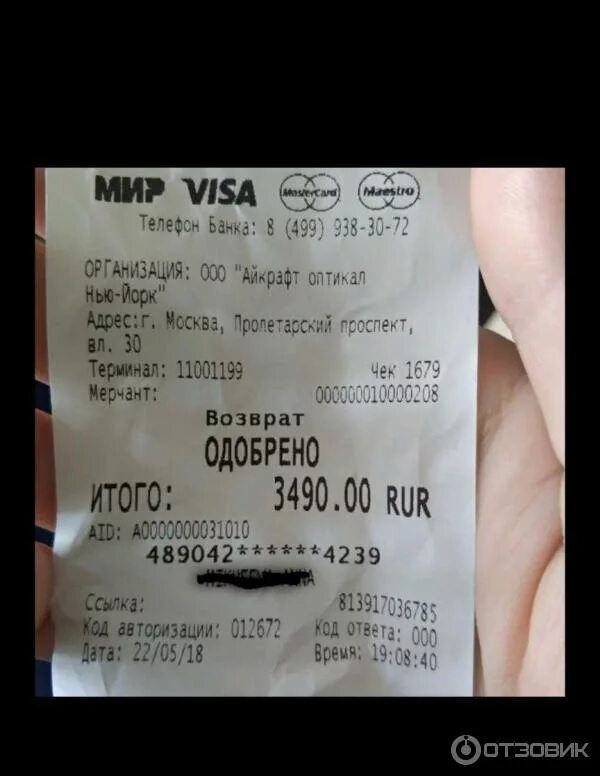 МИР VISA MasterCard Maestro
Телефон Банка: 8 (499) 938-30-72
ОРГАНИЗАЦИЯ: ООО "Айкрафт оптикал
Нью-Йорк"
Адрес:г. Москва, Пролетарский проспект,
вл. 30
Терминал: 11001199 Чек 1679
Мерчант: 000000010000208
Возврат
ОДОБРЕНО
ИТОГО: 3490.00 RUR
AID: A0000000031010
489042******4239
Ссылка: 813917036785
Код авторизации: 012672 Код ответа: 000
Дата: 22/05/18 Время: 19:08:40
ОТЗОВИК